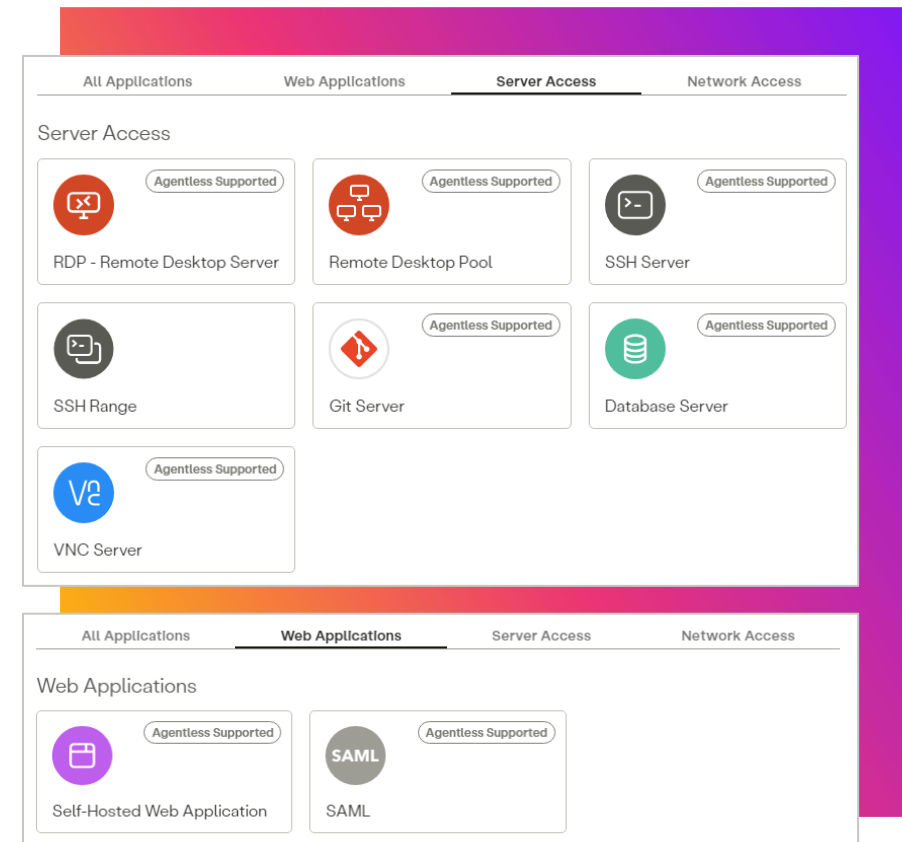 All Applications Web Applications Server Access Network Access
Server Access
Agentless Supported
RDP - Remote Desktop Server
Agentless Supported
Remote Desktop Pool
Agentless Supported
SSH Server
SSH Range
Agentless Supported
Git Server
Agentless Supported
Database Server
Agentless Supported
VNC Server
All Applications Web Applications Server Access Network Access
Web Applications
Agentless Supported
Self-Hosted Web Application
Agentless Supported
SAML
SAML